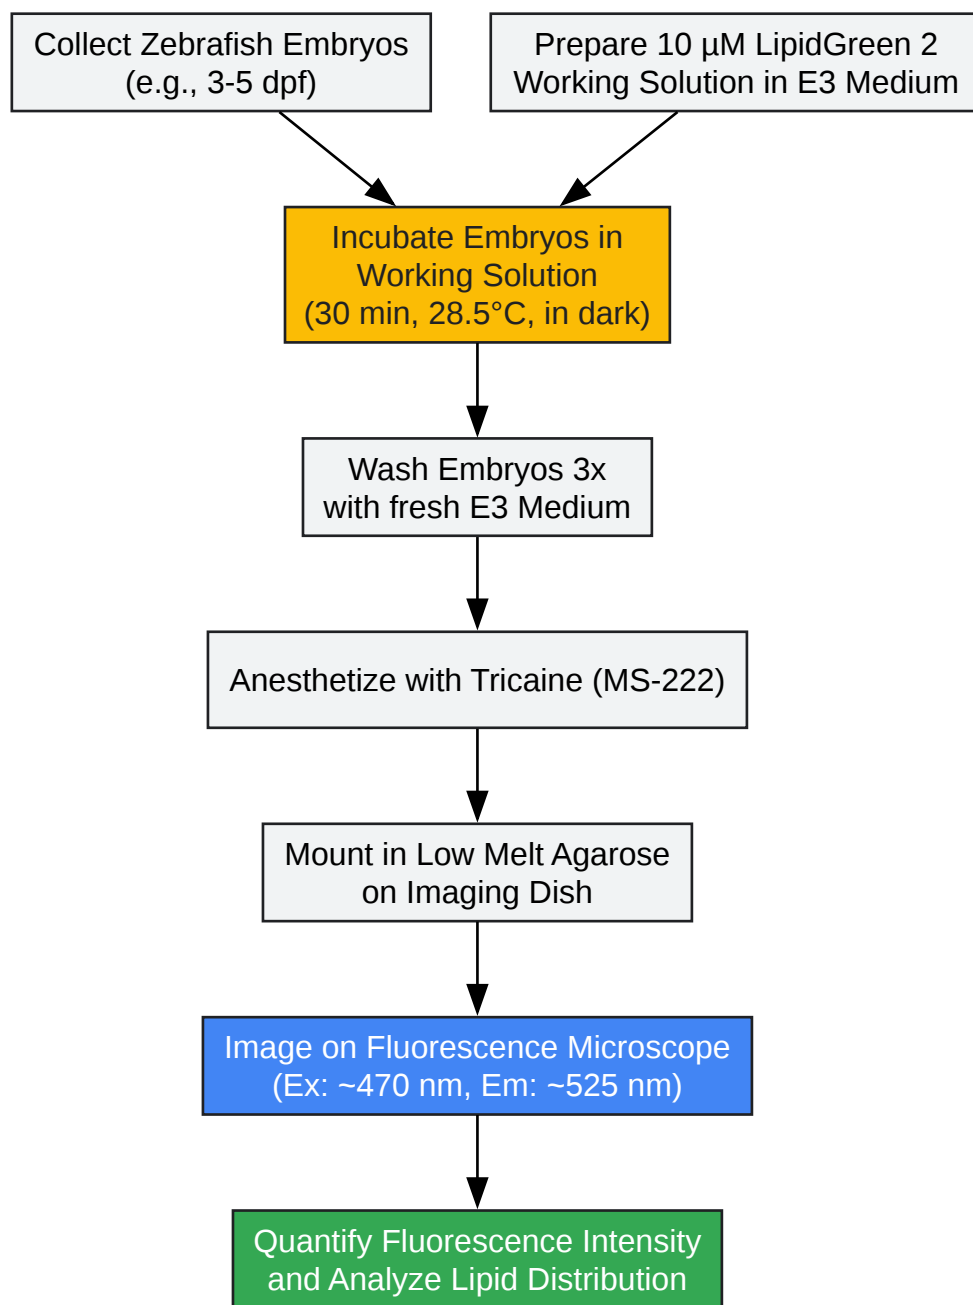 Collect Zebrafish Embryos
(e.g., 3-5 dpf)
Prepare 10 µM LipidGreen 2
Working Solution in E3 Medium
Incubate Embryos in
Working Solution
(30 min, 28.5°C, in dark)
Wash Embryos 3x
with fresh E3 Medium
Anesthetize with Tricaine (MS-222)
Mount in Low Melt Agarose
on Imaging Dish
Image on Fluorescence Microscope
(Ex: ~470 nm, Em: ~525 nm)
Quantify Fluorescence Intensity
and Analyze Lipid Distribution